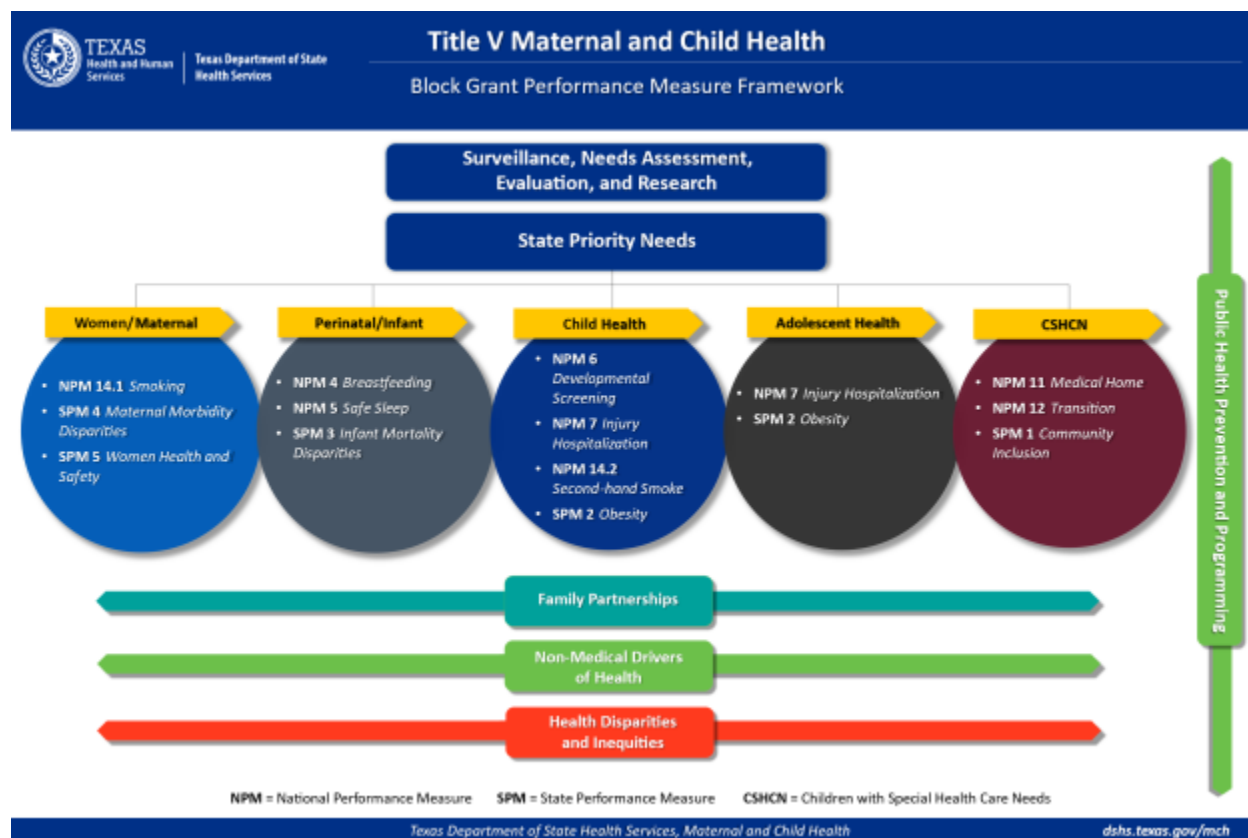 TEXAS
Health and Human
Services
Texas Department of State
Health Services
Title V Maternal and Child Health
Block Grant Performance Measure Framework
Surveillance, Needs Assessment,
Evaluation, and Research
State Priority Needs
Women/Maternal
• NPM 14.1 Smoking
• SPM 4 Maternal Morbidity
Disparities
• SPM 5 Women Health and
Safety
Perinatal/Infant
• NPM 4 Breastfeeding
• NPM 5 Safe Sleep
• SPM 3 Infant Mortality
Disparities
Child Health
• NPM 6
Developmental
Screening
• NPM 7 Injury
Hospitalization
• NPM 14.2
Second-hand Smoke
• SPM 2 Obesity
Adolescent Health
• NPM 7 Injury Hospitalization
• SPM 2 Obesity
CSHCN
• NPM 11 Medical Home
• NPM 12 Transition
• SPM 1 Community
Inclusion
Public Health Prevention and Programming
Family Partnerships
Non-Medical Drivers
of Health
Health Disparities
and Inequities
NPM = National Performance Measure SPM = State Performance Measure CSHCN = Children with Special Health Care Needs
Texas Department of State Health Services, Maternal and Child Health
dshs.texas.gov/mch